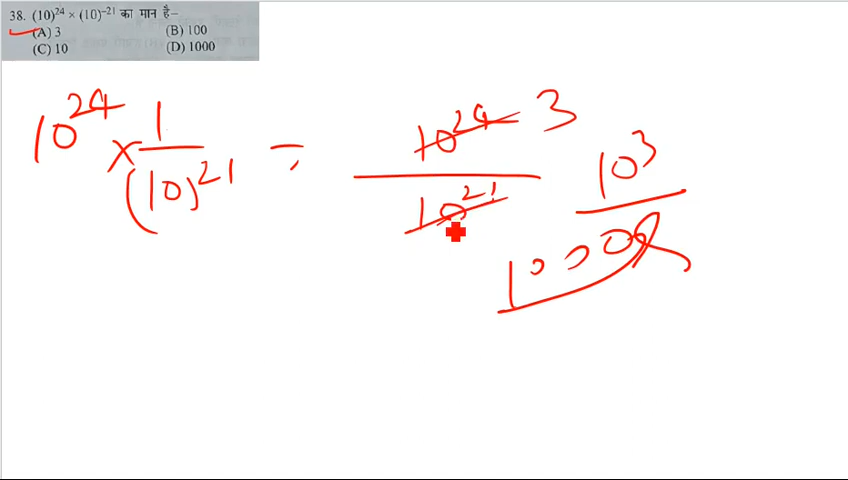 38. (10)²⁴ × (10)⁻²¹ का मान है–
(A) 3 (B) 100
(C) 10 (D) 1000
10²⁴ × 1/(10)²¹ = 10²⁴/10²¹ 3
10³
1000